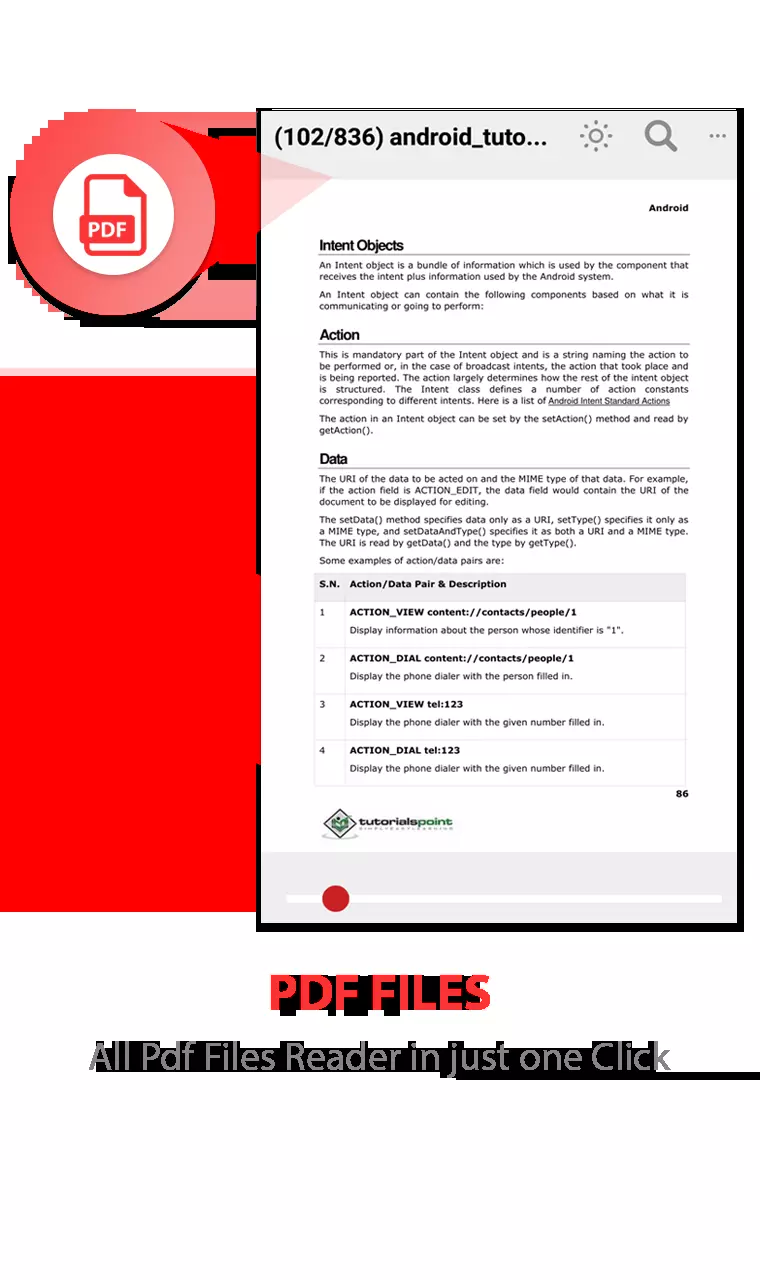 (102/836) android_tuto...
PDF
Android
Intent Objects
An Intent object is a bundle of information which is used by the component that
receives the intent plus information used by the Android system.
An Intent object can contain the following components based on what it is
communicating or going to perform:
Action
This is mandatory part of the Intent object and is a string naming the action to
be performed or, in the case of broadcast intents, the action that took place and
is being reported. The action largely determines how the rest of the intent object
is structured. The Intent class defines a number of action constants
corresponding to different intents. Here is a list of Android Intent Standard Actions
The action in an Intent object can be set by the setAction() method and read by
getAction().
Data
The URI of the data to be acted on and the MIME type of that data. For example,
if the action field is ACTION_EDIT, the data field would contain the URI of the
document to be displayed for editing.
The setData() method specifies data only as a URI, setType() specifies it only as
a MIME type, and setDataAndType() specifies it as both a URI and a MIME type.
The URI is read by getData() and the type by getType().
Some examples of action/data pairs are:
S.N. Action/Data Pair & Description
1 ACTION_VIEW content://contacts/people/1
Display information about the person whose identifier is "1".
2 ACTION_DIAL content://contacts/people/1
Display the phone dialer with the person filled in.
3 ACTION_VIEW tel:123
Display the phone dialer with the given number filled in.
4 ACTION_DIAL tel:123
Display the phone dialer with the given number filled in.
86
tutorialspoint
SIMPLYEASYLEARNING
PDF FILES
All Pdf Files Reader in just one Click